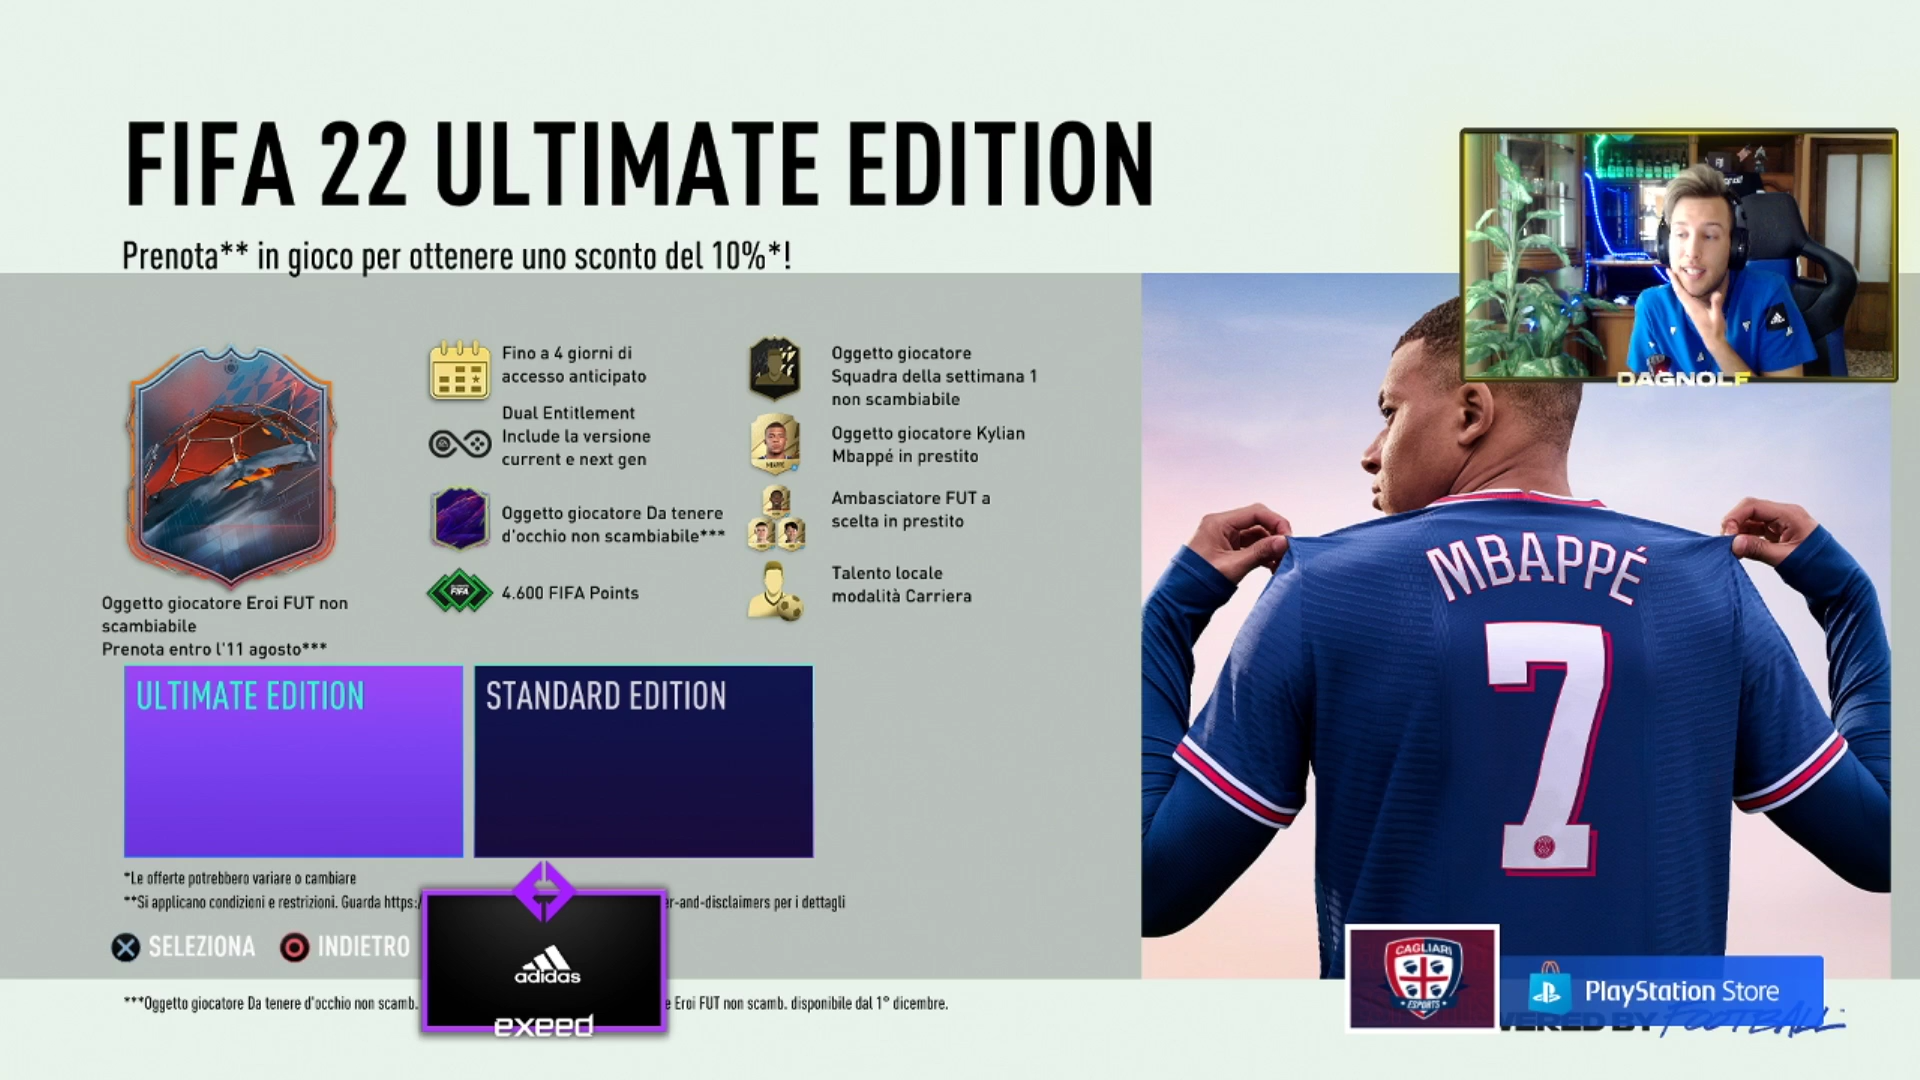 FIFA 22 ULTIMATE EDITION
Prenota** in gioco per ottenere uno sconto del 10%*!
Oggetto giocatore Eroi FUT non
scambiabile
Prenota entro l'11 agosto***
Fino a 4 giorni di
accesso anticipato
Dual Entitlement
Include la versione
current e next gen
Oggetto giocatore Da tenere
d'occhio non scambiabile***
4.600 FIFA Points
Oggetto giocatore
Squadra della settimana 1
non scambiabile
Oggetto giocatore Kylian
Mbappé in prestito
Ambasciatore FUT a
scelta in prestito
Talento locale
modalità Carriera
DAGNOLF
MBAPPÉ
7
ULTIMATE EDITION
STANDARD EDITION
*Le offerte potrebbero variare o cambiare
**Si applicano condizioni e restrizioni. Guarda https:/ er-and-disclaimers per i dettagli
SELEZIONA INDIETRO
adidas
exeed
***Oggetto giocatore Da tenere d'occhio non scamb. e Eroi FUT non scamb. disponibile dal 1° dicembre.
CAGLIARI
ESPORTS
PlayStation Store
WERED BY FOOTBALL